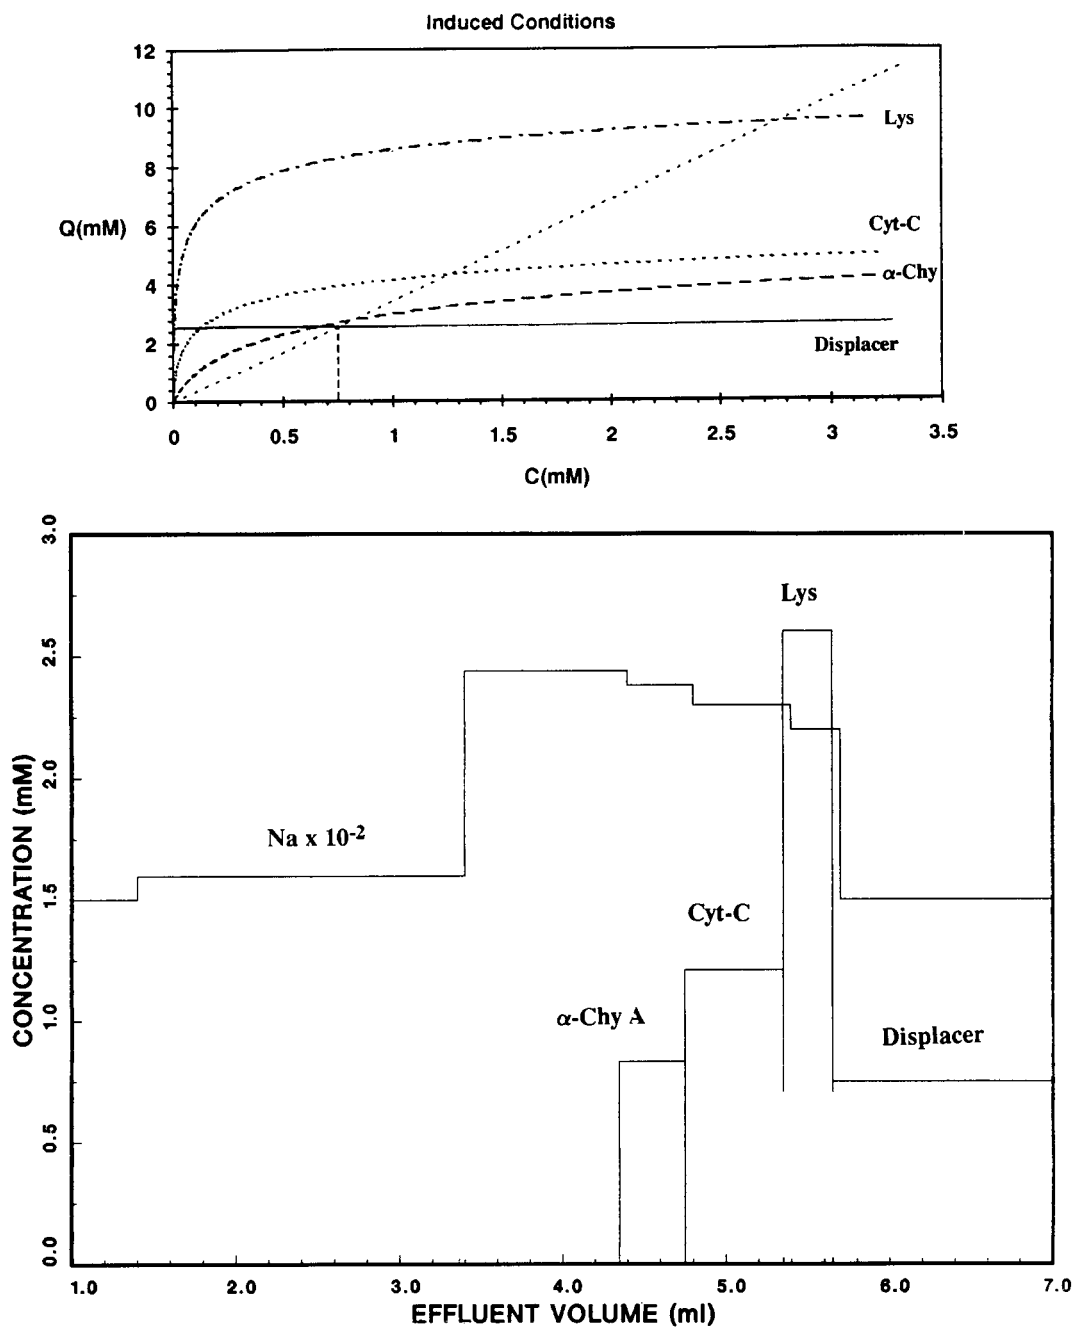 Induced Conditions
12
10
8
6
4
2
0
Q(mM)
Lys
Cyt-C
α-Chy
Displacer
0 0.5 1 1.5 2 2.5 3 3.5
C(mM)
3.0
2.5
2.0
1.5
1.0
0.5
0.0
CONCENTRATION (mM)
Lys
Na x 10-2
Cyt-C
α-Chy A
Displacer
1.0 2.0 3.0 4.0 5.0 6.0 7.0
EFFLUENT VOLUME (ml)